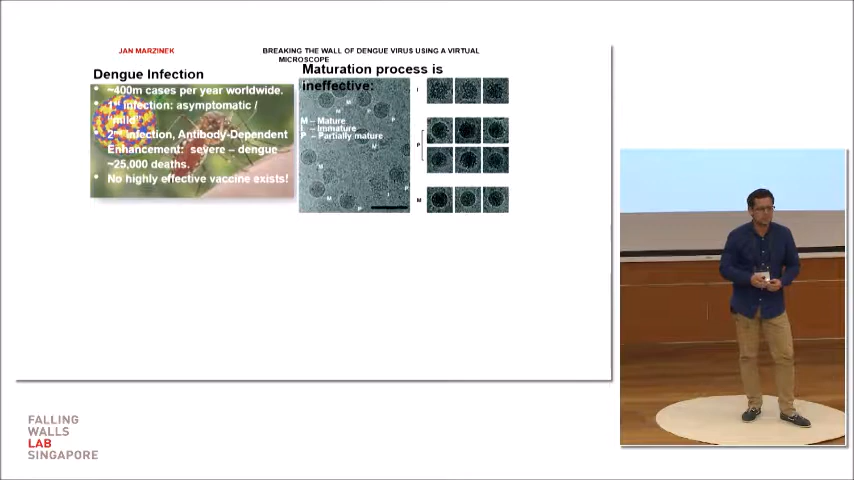 JAN MARZINEK
BREAKING THE WALL OF DENGUE VIRUS USING A VIRTUAL
MICROSCOPE
Dengue Infection
• ~400m cases per year worldwide.
• 1st Infection: asymptomatic /
"mild"
• 2nd Infection, Antibody-Dependent
Enhancement: severe – dengue
~25,000 deaths.
• No highly effective vaccine exists!
Maturation process is
ineffective:
M – Mature
I – Immature
P – Partially mature
I
P
M
FALLING
WALLS
LAB
SINGAPORE